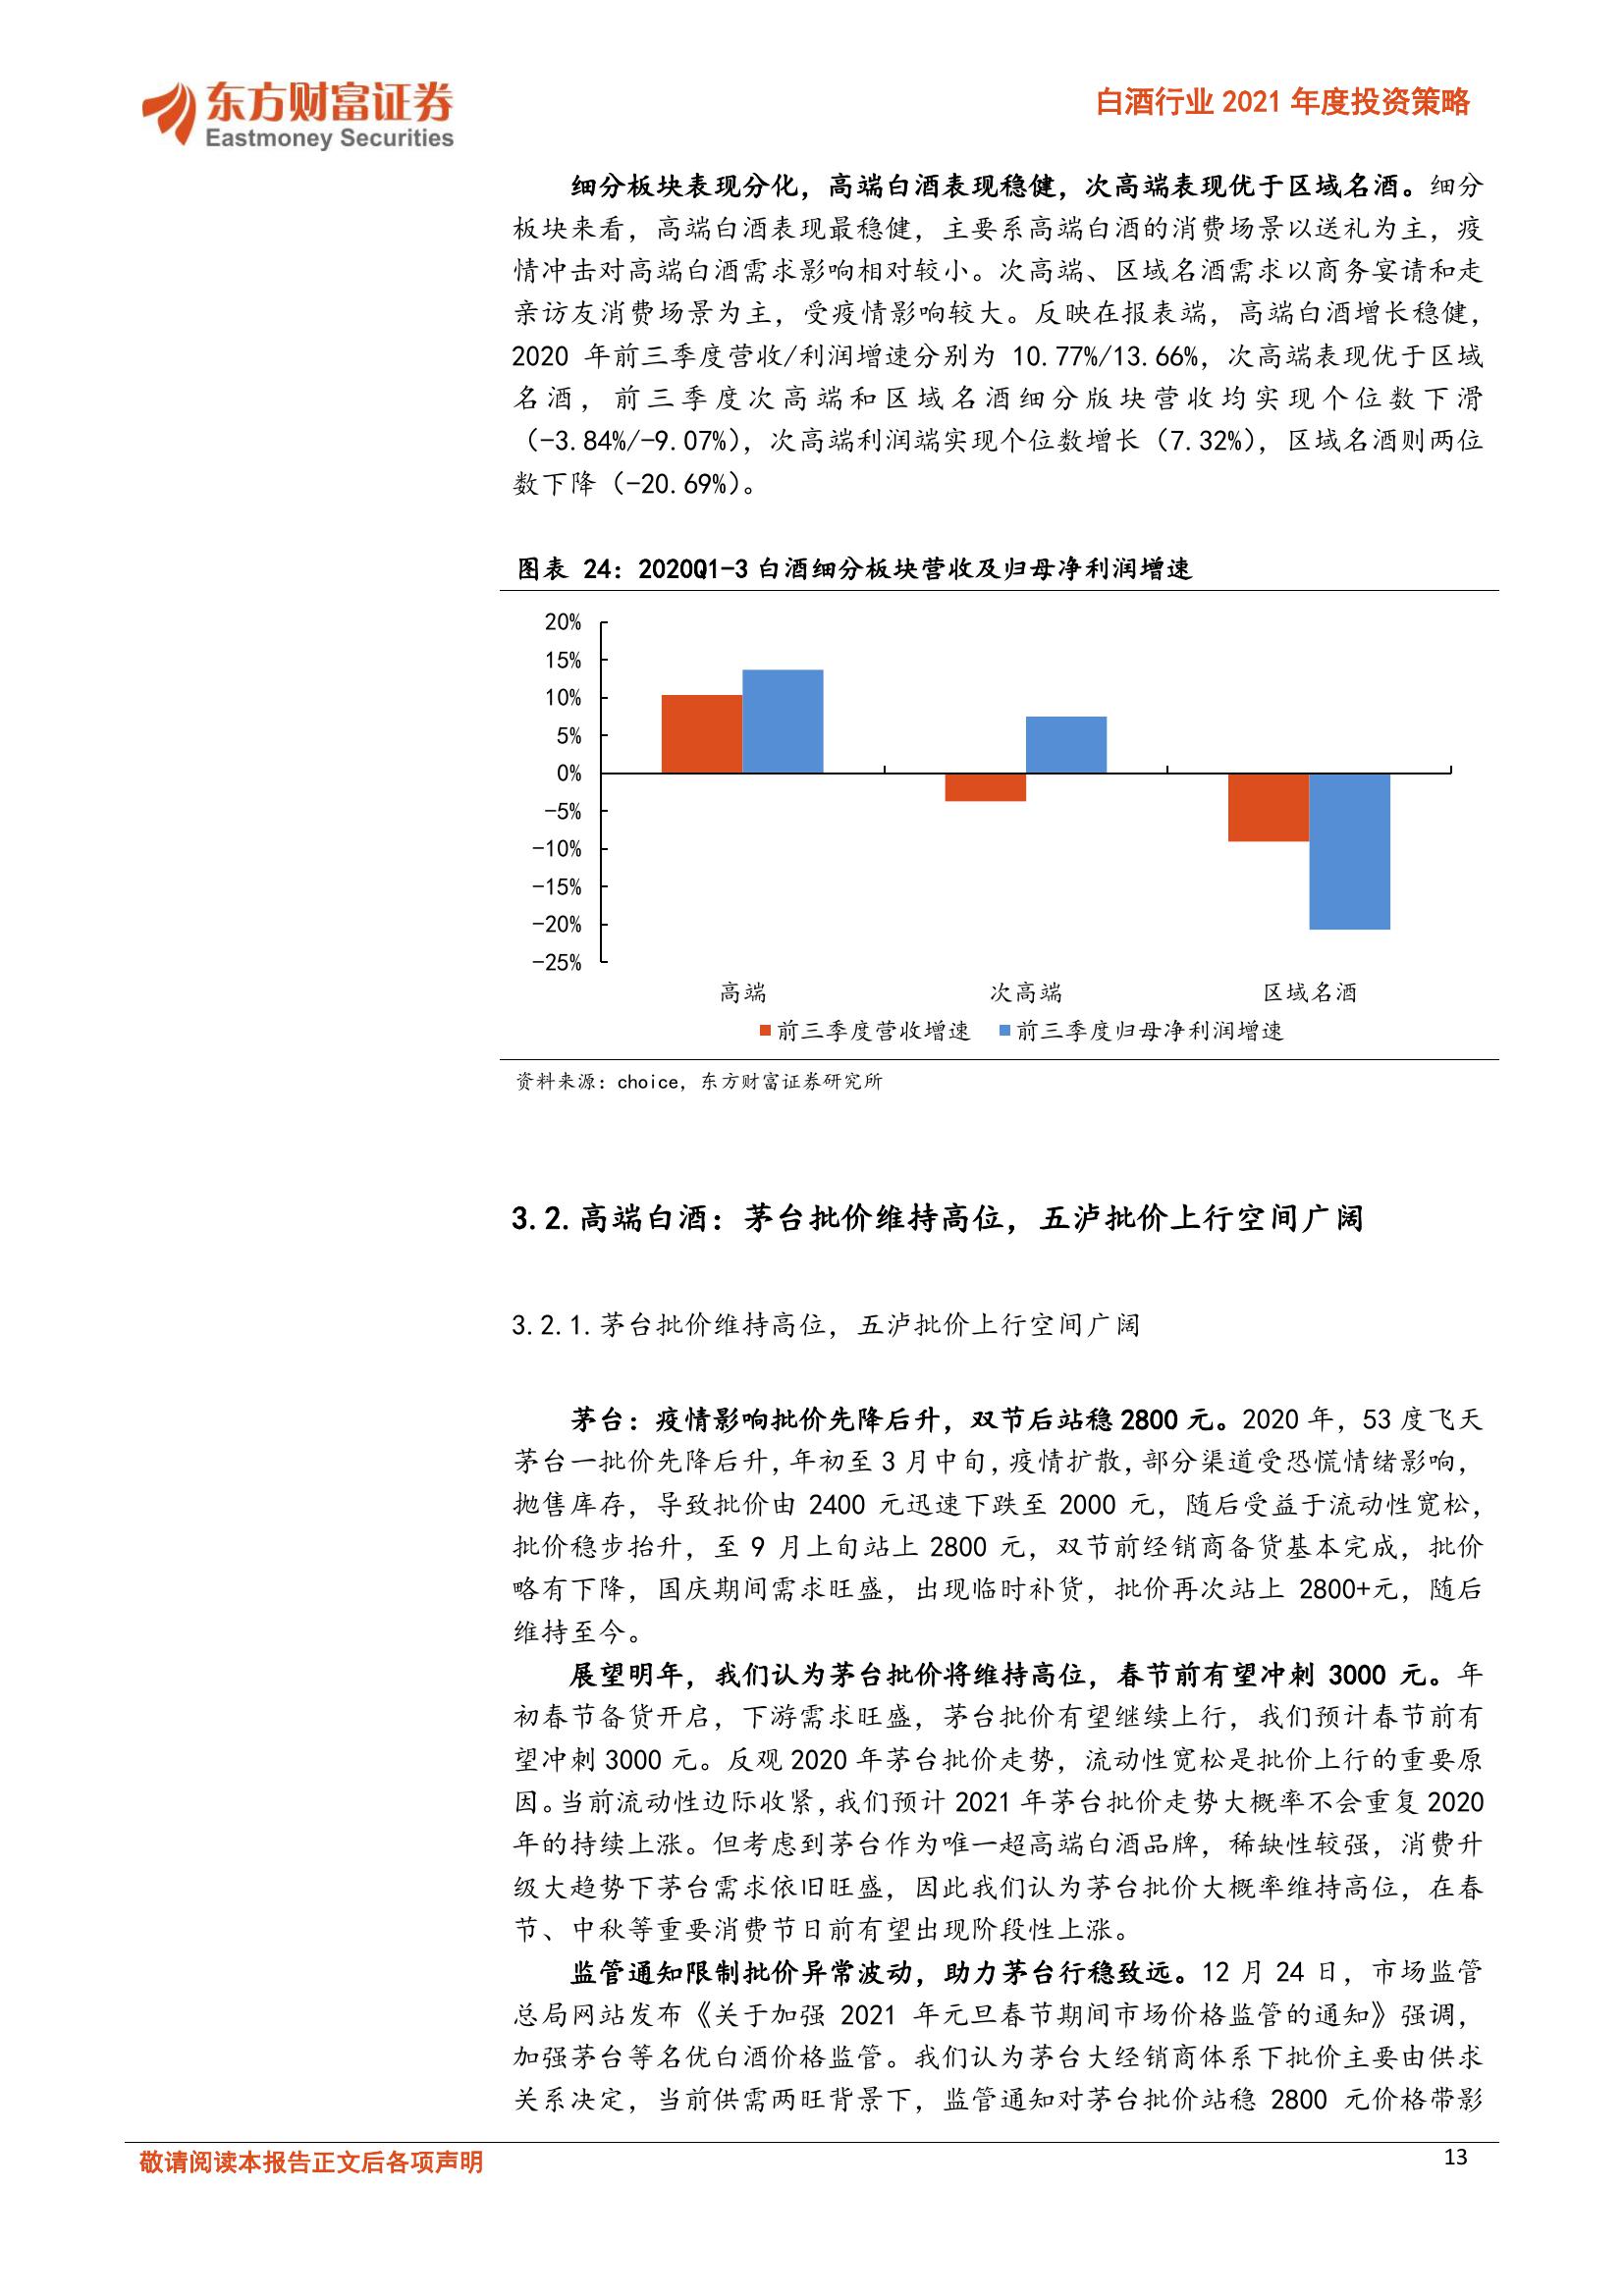 东方财富证券
Eastmoney Securities
白酒行业 2021 年度投资策略
细分板块表现分化，高端白酒表现稳健，次高端表现优于区域名酒。细分
板块来看，高端白酒表现最稳健，主要系高端白酒的消费场景以送礼为主，疫
情冲击对高端白酒需求影响相对较小。次高端、区域名酒需求以商务宴请和走
亲访友消费场景为主，受疫情影响较大。反映在报表端，高端白酒增长稳健，
2020 年前三季度营收/利润增速分别为 10.77%/13.66%，次高端表现优于区域
名酒，前三季度次高端和区域名酒细分版块营收均实现个位数下滑
（-3.84%/-9.07%），次高端利润端实现个位数增长（7.32%），区域名酒则两位
数下降（-20.69%）。
图表 24：2020Q1-3 白酒细分板块营收及归母净利润增速
20%
15%
10%
5%
0%
-5%
-10%
-15%
-20%
-25%
高端 次高端 区域名酒
前三季度营收增速 前三季度归母净利润增速
资料来源：choice，东方财富证券研究所
3.2.高端白酒：茅台批价维持高位，五泸批价上行空间广阔
3.2.1.茅台批价维持高位，五泸批价上行空间广阔
茅台：疫情影响批价先降后升，双节后站稳 2800 元。2020 年，53 度飞天
茅台一批价先降后升，年初至 3 月中旬，疫情扩散，部分渠道受恐慌情绪影响，
抛售库存，导致批价由 2400 元迅速下跌至 2000 元，随后受益于流动性宽松，
批价稳步抬升，至 9 月上旬站上 2800 元，双节前经销商备货基本完成，批价
略有下降，国庆期间需求旺盛，出现临时补货，批价再次站上 2800+元，随后
维持至今。
展望明年，我们认为茅台批价将维持高位，春节前有望冲刺 3000 元。年
初春节备货开启，下游需求旺盛，茅台批价有望继续上行，我们预计春节前有
望冲刺 3000 元。反观 2020 年茅台批价走势，流动性宽松是批价上行的重要原
因。当前流动性边际收紧，我们预计 2021 年茅台批价走势大概率不会重复 2020
年的持续上涨。但考虑到茅台作为唯一超高端白酒品牌，稀缺性较强，消费升
级大趋势下茅台需求依旧旺盛，因此我们认为茅台批价大概率维持高位，在春
节、中秋等重要消费节日前有望出现阶段性上涨。
监管通知限制批价异常波动，助力茅台行稳致远。12 月 24 日，市场监管
总局网站发布《关于加强 2021 年元旦春节期间市场价格监管的通知》强调，
加强茅台等名优白酒价格监管。我们认为茅台大经销商体系下批价主要由供求
关系决定，当前供需两旺背景下，监管通知对茅台批价站稳 2800 元价格带影
敬请阅读本报告正文后各项声明
13